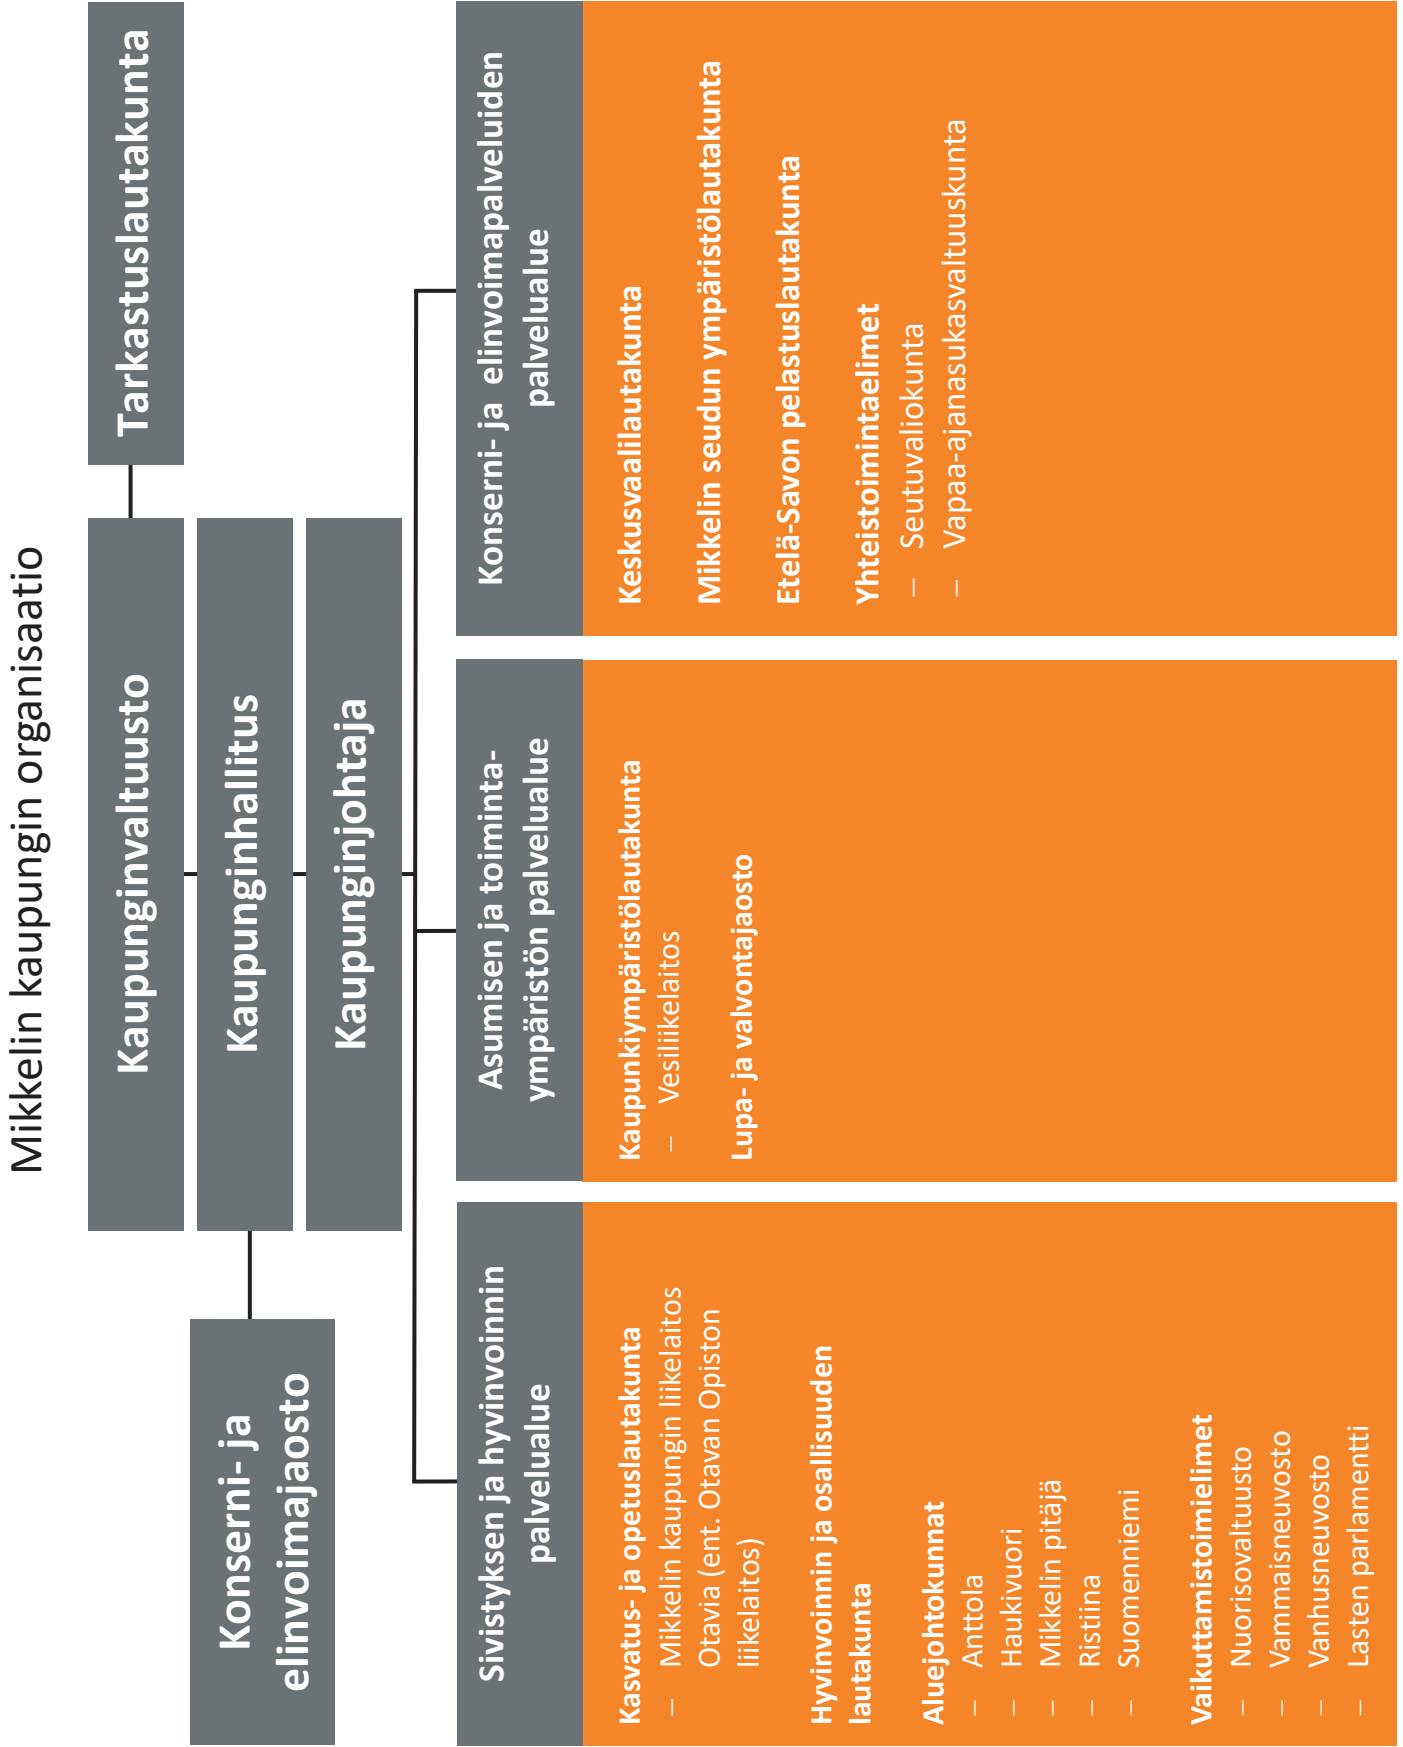 Mikkelin kaupungin organisaatio
Kaupunginvaltuusto
Tarkastuslautakunta
Kaupunginhallitus
Konserni- ja
elinvoimajaosto
Kaupunginjohtaja
Sivistyksen ja hyvinvoinnin
palvelualue
Kasvatus- ja opetuslautakunta
– Mikkelin kaupungin liikelaitos
Otavia (ent. Otavan Opiston
liikelaitos)
Hyvinvoinnin ja osallisuuden
lautakunta
Aluejohtokunnat
– Anttola
– Haukivuori
– Mikkelin pitäjä
– Ristiina
– Suomenniemi
Vaikuttamistoimielimet
– Nuorisovaltuusto
– Vammaisneuvosto
– Vanhusneuvosto
– Lasten parlamentti
Asumisen ja toiminta-
ympäristön palvelualue
Kaupunkiympäristölautakunta
– Vesiliikelaitos
Lupa- ja valvontajaosto
Konserni- ja elinvoimapalveluiden
palvelualue
Keskusvaalilautakunta
Mikkelin seudun ympäristölautakunta
Etelä-Savon pelastuslautakunta
Yhteistoimintaelimet
– Seutuvaliokunta
– Vapaa-ajanasukasvaltuuskunta